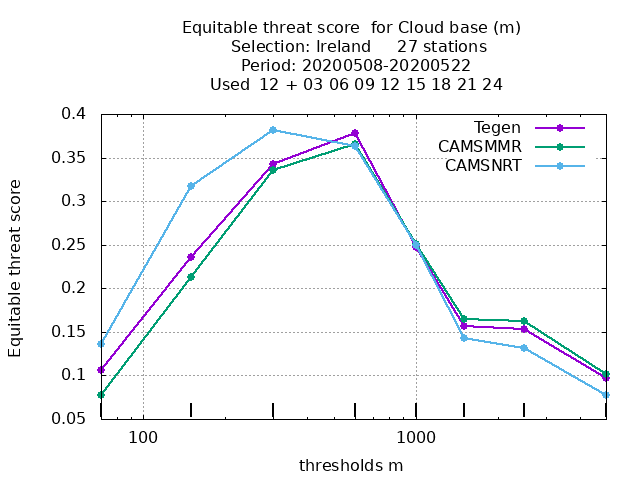 Equitable threat score  for Cloud base (m)
Selection: Ireland     27 stations
Period: 20200508-20200522
Used  12 + 03 06 09 12 15 18 21 24
Tegen
CAMSMMR
CAMSNRT
Equitable threat score
0.4
0.35
0.3
0.25
0.2
0.15
0.1
0.05
100
1000
thresholds m